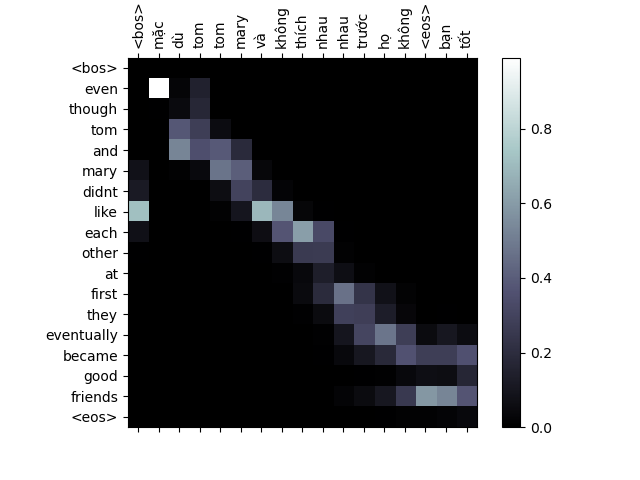 <bos> mặc dù tom tom mary và không thích nhau nhau trước họ không <eos> bạn tốt
<bos>
even
though
tom
and
mary
didnt
like
each
other
at
first
they
eventually
became
good
friends
<eos>
0.8
0.6
0.4
0.2
0.0